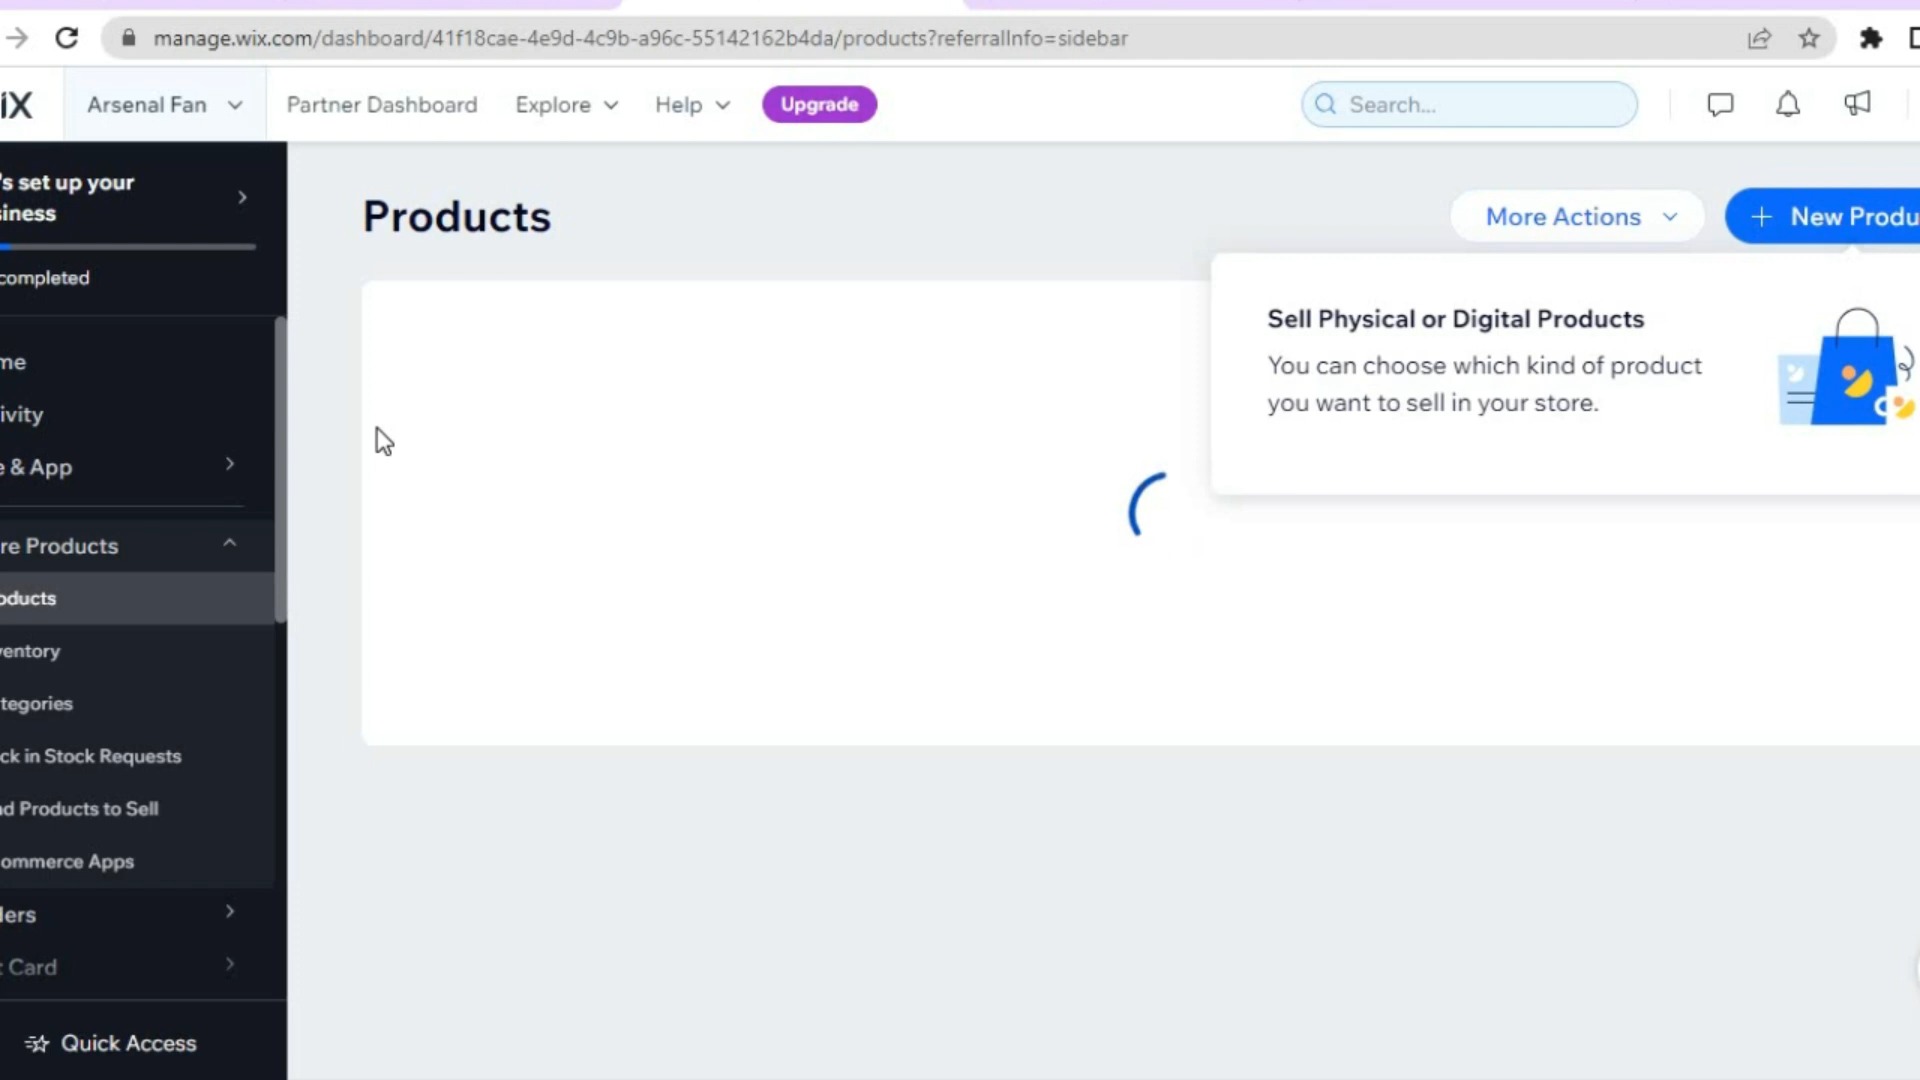 manage.wix.com/dashboard/41f18cae-4e9d-4c9b-a96c-55142162b4da/products?referralInfo=sidebar
iX
Arsenal Fan
Partner Dashboard
Explore
Help
Upgrade
Search...
's set up your
siness
completed
me
ivity
e & App
re Products
oducts
ventory
tegories
ck in Stock Requests
d Products to Sell
ommerce Apps
ders
t Card
Quick Access
Products
More Actions
+ New Produ
Sell Physical or Digital Products
You can choose which kind of product
you want to sell in your store.